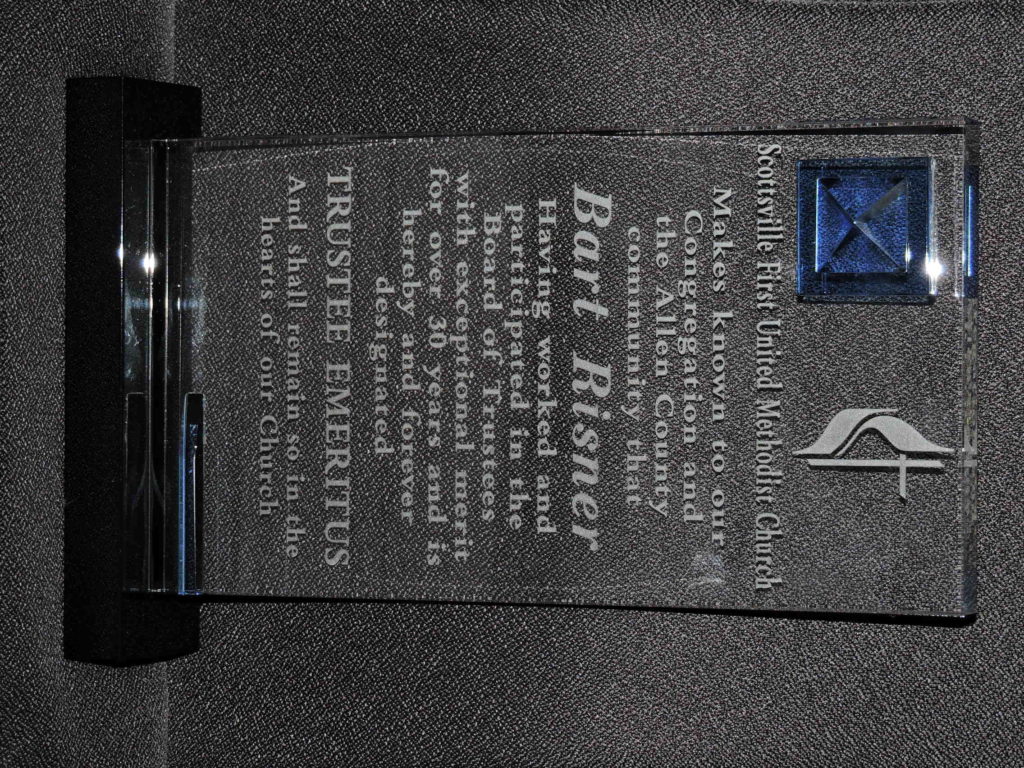 Scottsville First United Methodist Church
Makes known to our
Congregation and
the Allen County
community that
Bart Risner
Having worked and
participated in the
Board of Trustees
with exceptional merit
for over 30 years and is
hereby and forever
designated
TRUSTEE EMERITUS
And shall remain so in the
hearts of our Church